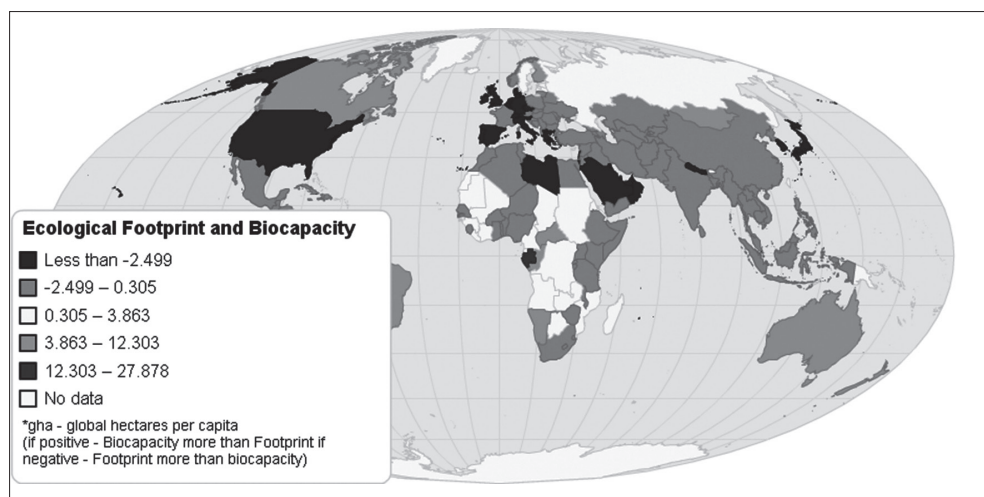 Ecological Footprint and Biocapacity
Less than -2.499
-2.499 – 0.305
0.305 – 3.863
3.863 – 12.303
12.303 – 27.878
No data
*gha - global hectares per capita
(if positive - Biocapacity more than Footprint if
negative - Footprint more than biocapacity)